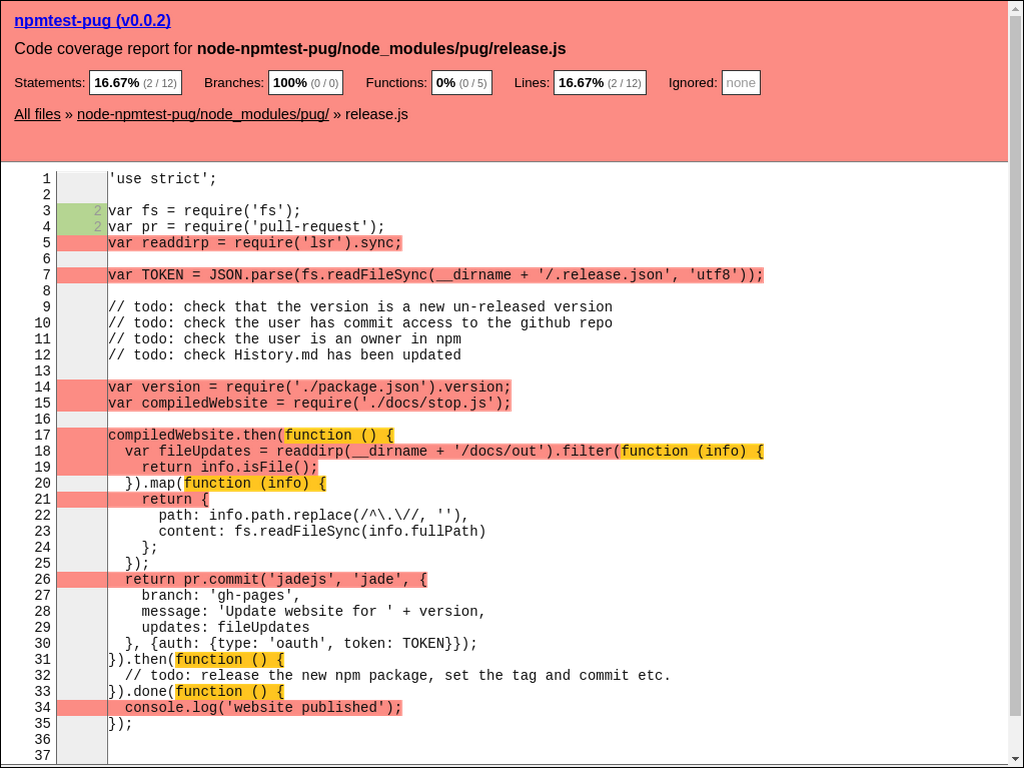 npmtest-pug (v0.0.2)
Code coverage report for node-npmtest-pug/node_modules/pug/release.js
Statements: 16.67% (2 / 12) Branches: 100% (0 / 0) Functions: 0% (0 / 5) Lines: 16.67% (2 / 12) Ignored: none
All files » node-npmtest-pug/node_modules/pug/ » release.js
1 'use strict';
2
3 2 var fs = require('fs');
4 2 var pr = require('pull-request');
5 var readdirp = require('lsr').sync;
6
7 var TOKEN = JSON.parse(fs.readFileSync(__dirname + '/.release.json', 'utf8'));
8
9 // todo: check that the version is a new un-released version
10 // todo: check the user has commit access to the github repo
11 // todo: check the user is an owner in npm
12 // todo: check History.md has been updated
13
14 var version = require('./package.json').version;
15 var compiledWebsite = require('./docs/stop.js');
16
17 compiledWebsite.then(function () {
18   var fileUpdates = readdirp(__dirname + '/docs/out').filter(function (info) {
19     return info.isFile();
20   }).map(function (info) {
21     return {
22       path: info.path.replace(/^\.\//, ''),
23       content: fs.readFileSync(info.fullPath)
24     };
25   });
26   return pr.commit('jadejs', 'jade', {
27     branch: 'gh-pages',
28     message: 'Update website for ' + version,
29     updates: fileUpdates
30   }, {auth: {type: 'oauth', token: TOKEN}});
31 }).then(function () {
32   // todo: release the new npm package, set the tag and commit etc.
33 }).done(function () {
34   console.log('website published');
35 });
36
37